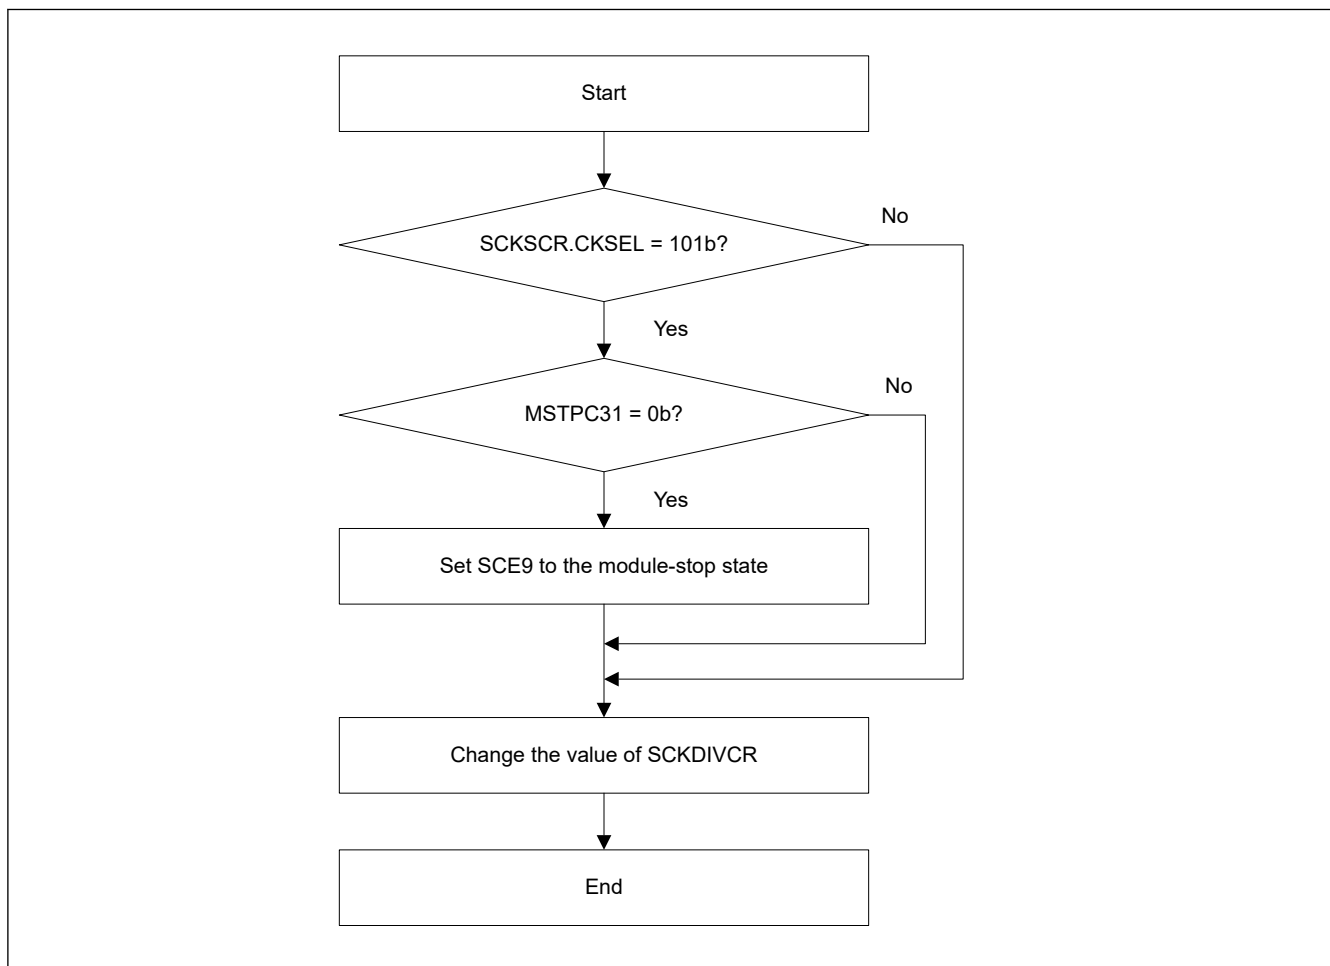 Start
SCKSCR.CKSEL = 101b?
No
Yes
MSTPC31 = 0b?
No
Yes
Set SCE9 to the module-stop state
Change the value of SCKDIVCR
End